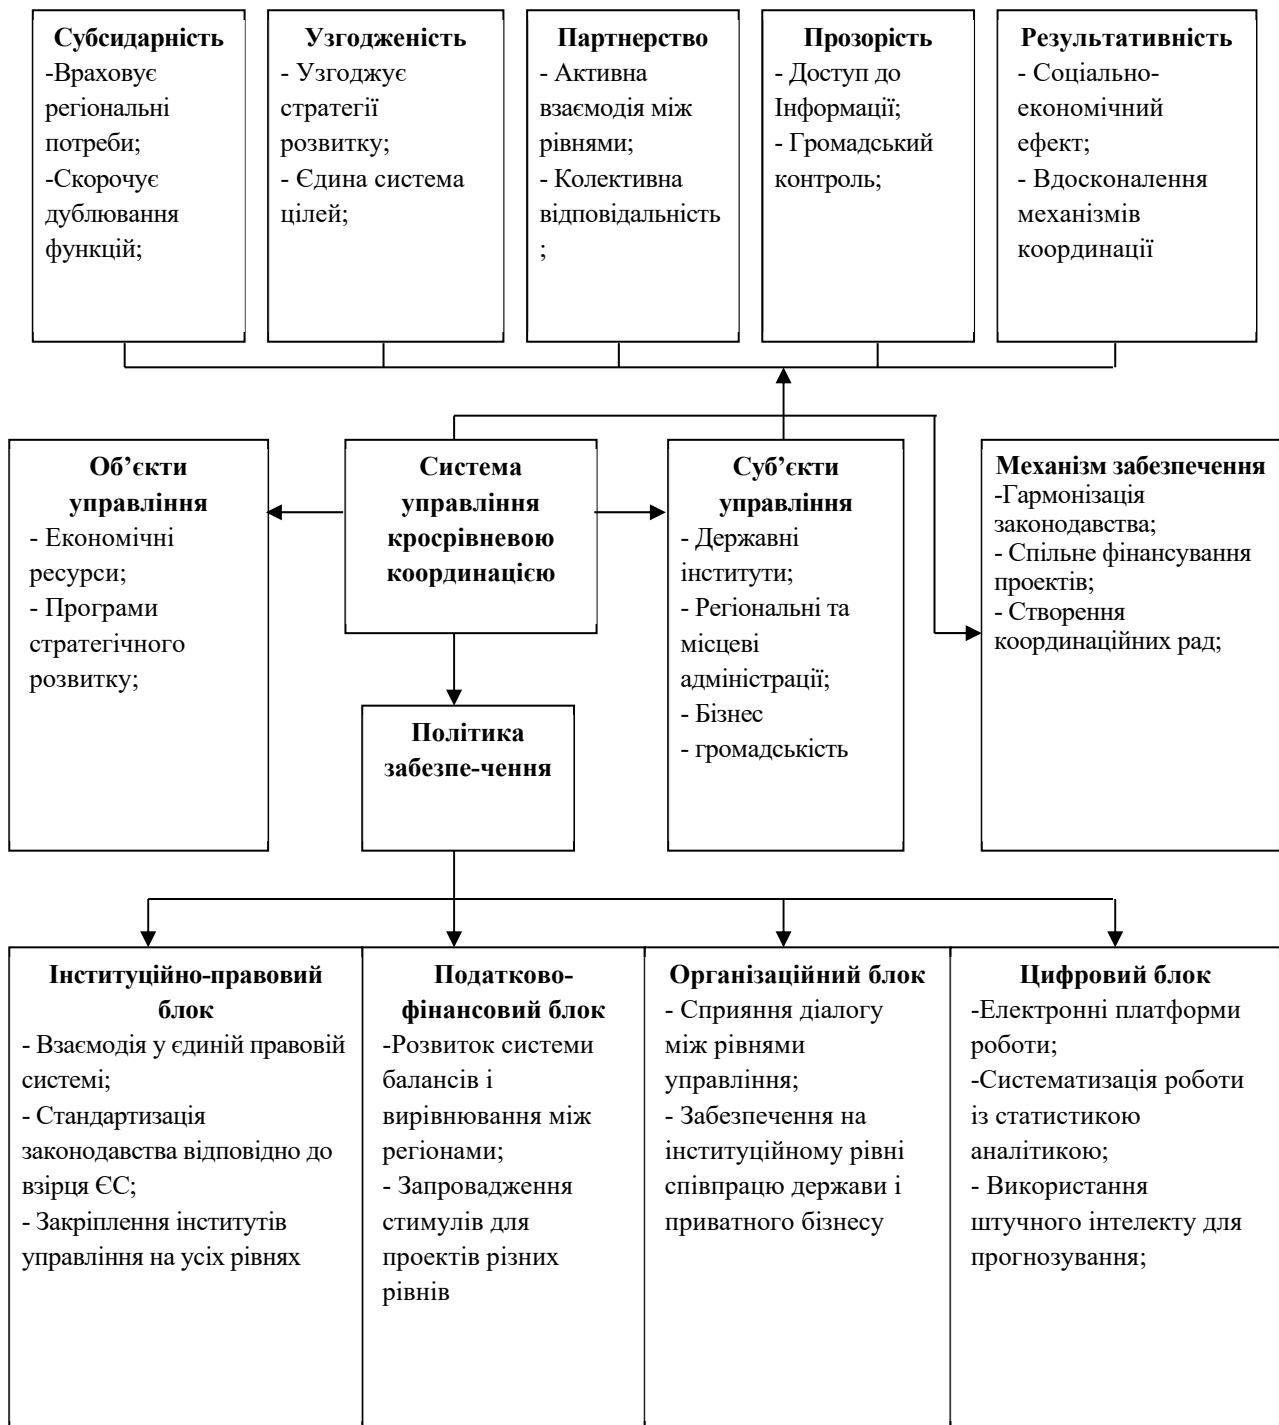 Субсидарність
-Враховує
регіональні
потреби;
-Скорочує
дублювання
функцій;
Узгодженість
- Узгоджує
стратегії
розвитку;
- Єдина система
цілей;
Партнерство
- Активна
взаємодія між
рівнями;
- Колективна
відповідальність
;
Прозорість
- Доступ до
Інформації;
- Громадський
контроль;
Результативність
- Соціально-
економічний
ефект;
- Вдосконалення
механізмів
координації
Об’єкти
управління
- Економічні
ресурси;
- Програми
стратегічного
розвитку;
Система
управління
кросрівневою
координацією
Суб’єкти
управління
- Державні
інститути;
- Регіональні та
місцеві
адміністрації;
- Бізнес
- громадськість
Механізм забезпечення
-Гармонізація
законодавства;
- Спільне фінансування
проектів;
- Створення
координаційних рад;
Політика
забезпе-чення
Інституційно-правовий
блок
- Взаємодія у єдиній правовій
системі;
- Стандартизація
законодавства відповідно до
взірця ЄС;
- Закріплення інститутів
управління на усіх рівнях
Податково-
фінансовий блок
-Розвиток системи
балансів і
вирівнювання між
регіонами;
- Запровадження
стимулів для
проектів різних
рівнів
Організаційний блок
- Сприяння діалогу
між рівнями
управління;
- Забезпечення на
інституційному рівні
співпрацю держави і
приватного бізнесу
Цифровий блок
-Електронні платформи
роботи;
-Систематизація роботи
із статистикою
аналітикою;
- Використання
штучного інтелекту для
прогнозування;